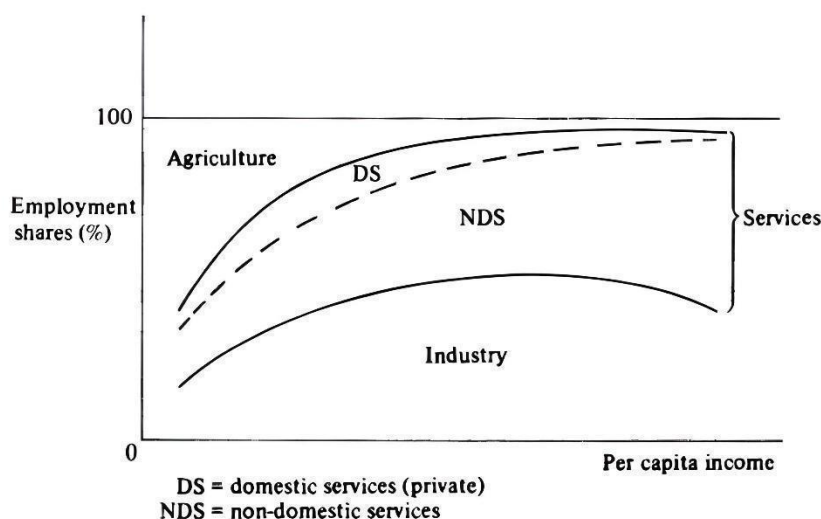 100
Agriculture
DS
Employment
shares (%)
NDS
Services
Industry
0
Per capita income
DS = domestic services (private)
NDS = non-domestic services